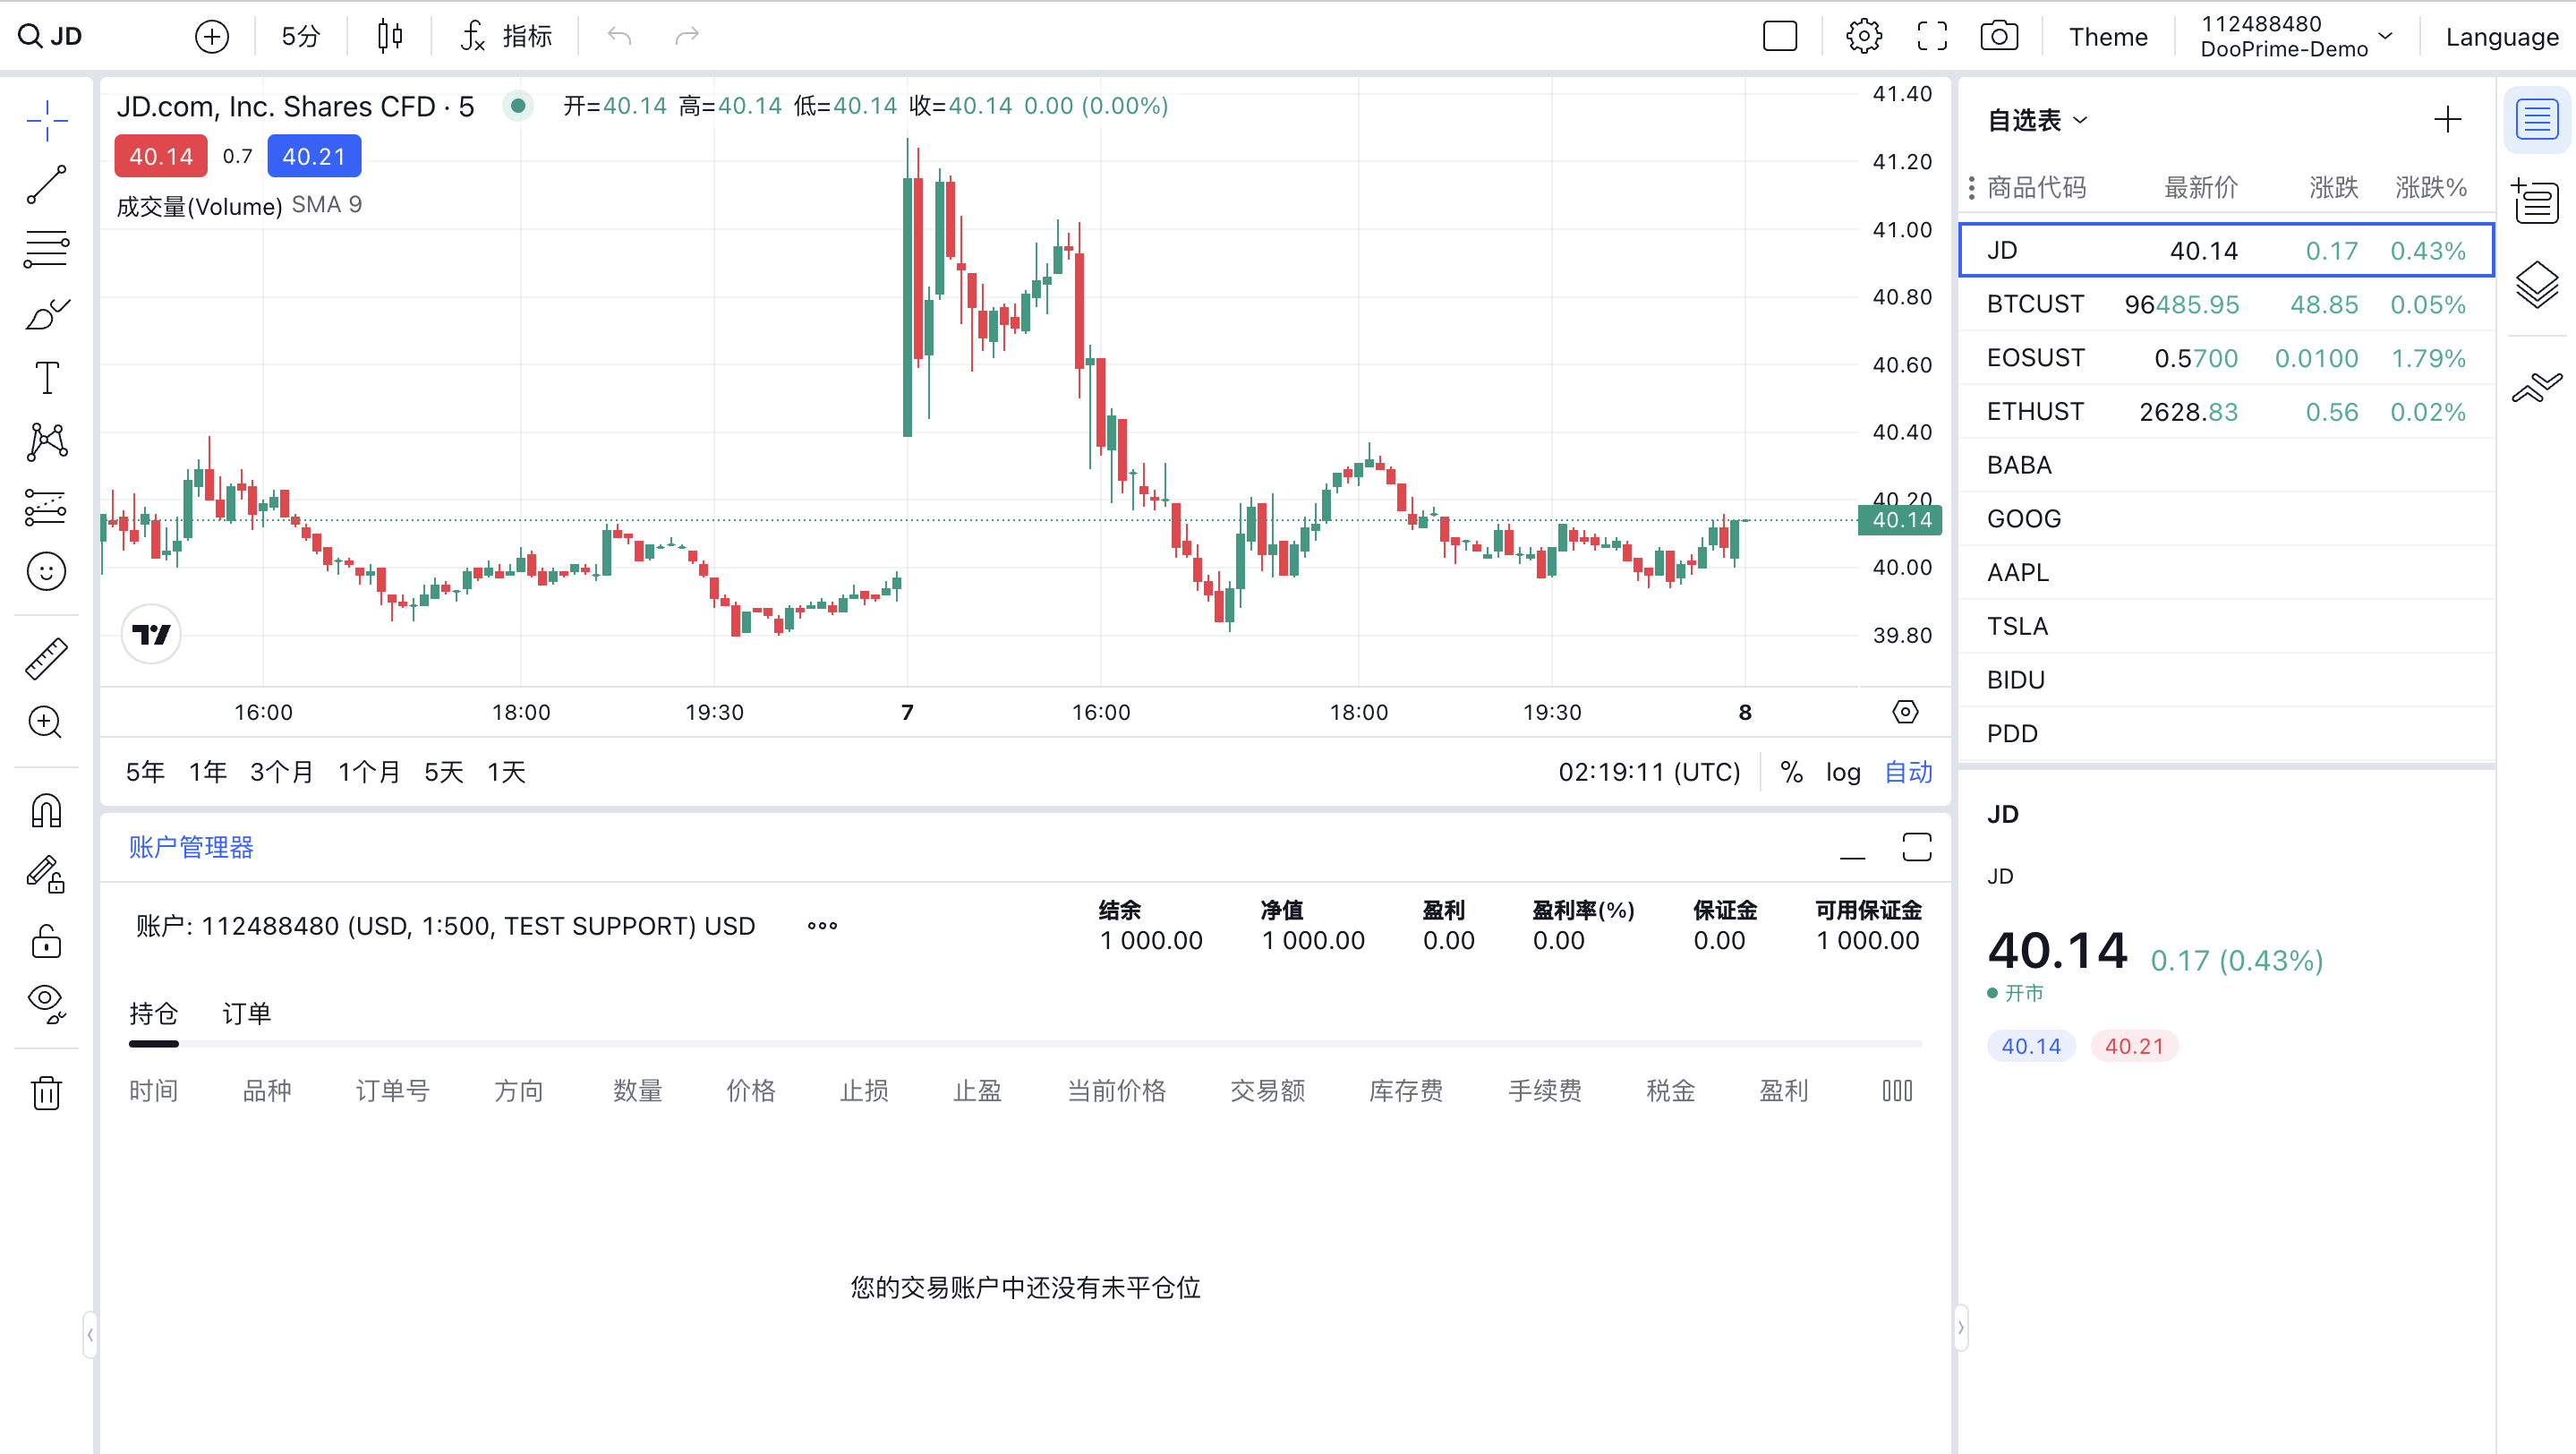 JD 5分 指标 Theme 112488480 Language
DooPrime-Demo
JD.com, Inc. Shares CFD · 5 开=40.14 高=40.14 低=40.14 收=40.14 0.00 (0.00%)
40.14 0.7 40.21
成交量(Volume) SMA 9
41.40
41.20
41.00
40.80
40.60
40.40
40.20
40.14
40.00
39.80
16:00 18:00 19:30 7 16:00 18:00 19:30 8
5年 1年 3个月 1个月 5天 1天 02:19:11 (UTC) % log 自动
账户管理器
账户: 112488480 (USD, 1:500, TEST SUPPORT) USD
结余 净值 盈利 盈利率(%) 保证金 可用保证金
1 000.00 1 000.00 0.00 0.00 0.00 1 000.00
持仓 订单
时间 品种 订单号 方向 数量 价格 止损 止盈 当前价格 交易额 库存费 手续费 税金 盈利
您的交易账户中还没有未平仓位
自选表
商品代码 最新价 涨跌 涨跌%
JD 40.14 0.17 0.43%
BTCUST 96485.95 48.85 0.05%
EOSUST 0.5700 0.0100 1.79%
ETHUST 2628.83 0.56 0.02%
BABA
GOOG
AAPL
TSLA
BIDU
PDD
JD
JD
40.14 0.17 (0.43%)
开市
40.14 40.21